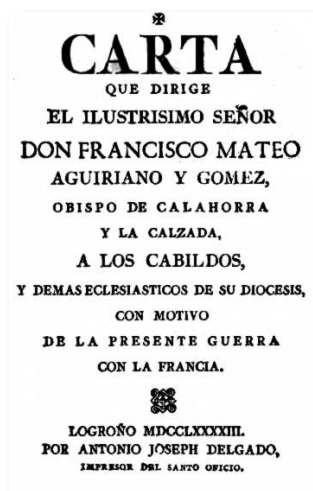 CARTA
QUE DIRIGE
EL ILUSTRISIMO SEÑOR
DON FRANCISCO MATEO
AGUIRIANO Y GOMEZ,
OBISPO DE CALAHORRA
Y LA CALZADA,
A LOS CABILDOS,
Y DEMAS ECLESIASTICOS DE SU DIOCESIS,
CON MOTIVO
DE LA PRESENTE GUERRA
CON LA FRANCIA.
LOGROÑO MDCCLXXXXIII.
POR ANTONIO JOSEPH DELGADO,
IMPRESOR DEL SANTO OFICIO.